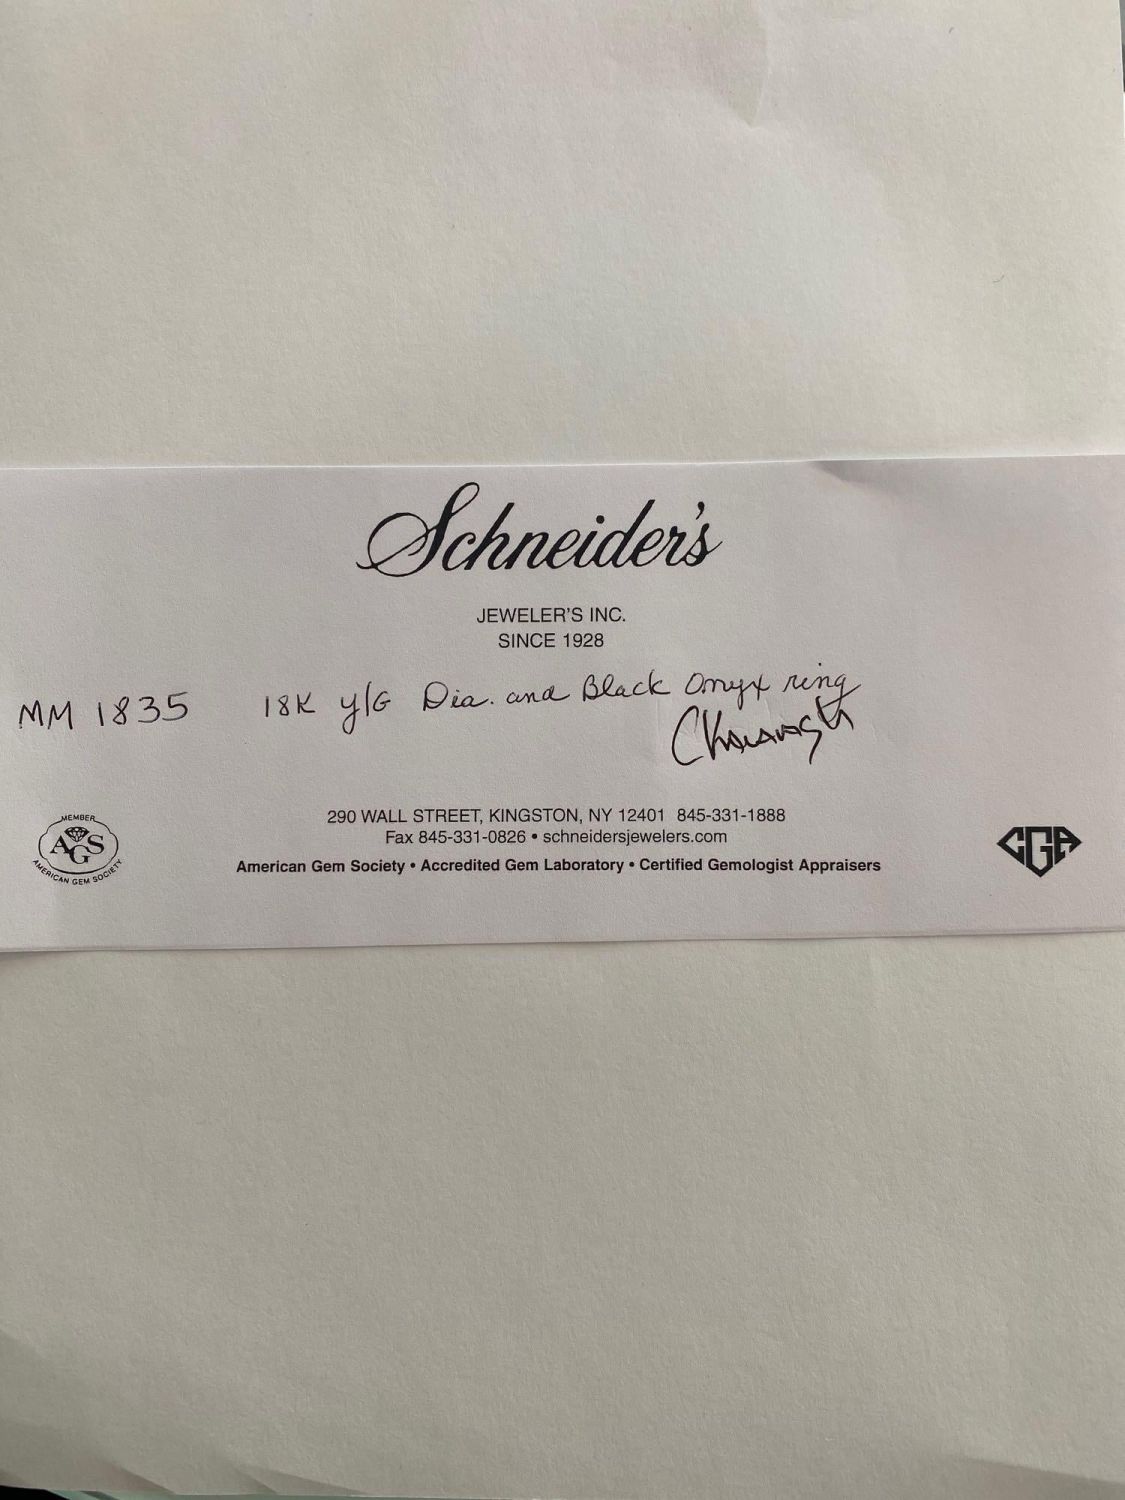 Schneider's
JEWELER'S INC.
SINCE 1928
MM 1835 18K Y/G Dia. and Black Onyx ring
CKavanagh
290 WALL STREET, KINGSTON, NY 12401 845-331-1888
Fax 845-331-0826 • schneidersjewelers.com
American Gem Society • Accredited Gem Laboratory • Certified Gemologist Appraisers
MEMBER
AGS
AMERICAN GEM SOCIETY
CGA